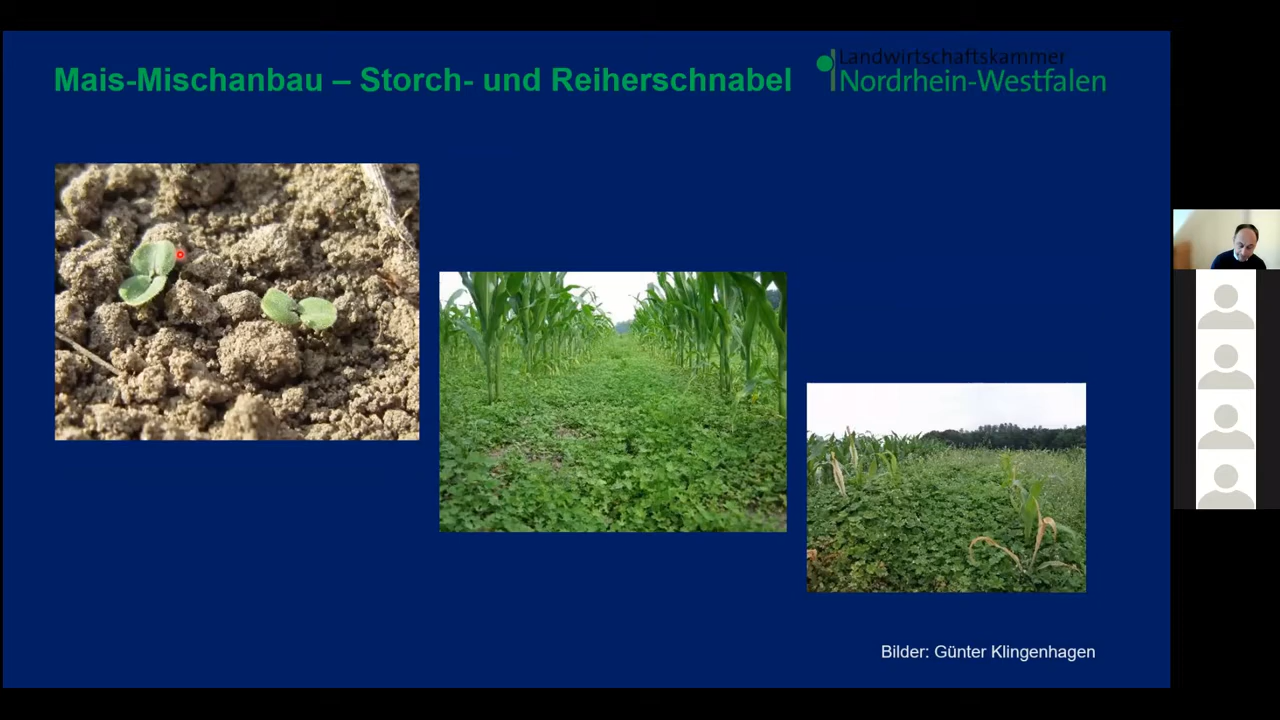 Mais-Mischanbau – Storch- und Reiherschnabel
Landwirtschaftskammer
Nordrhein-Westfalen
Bilder: Günter Klingenhagen